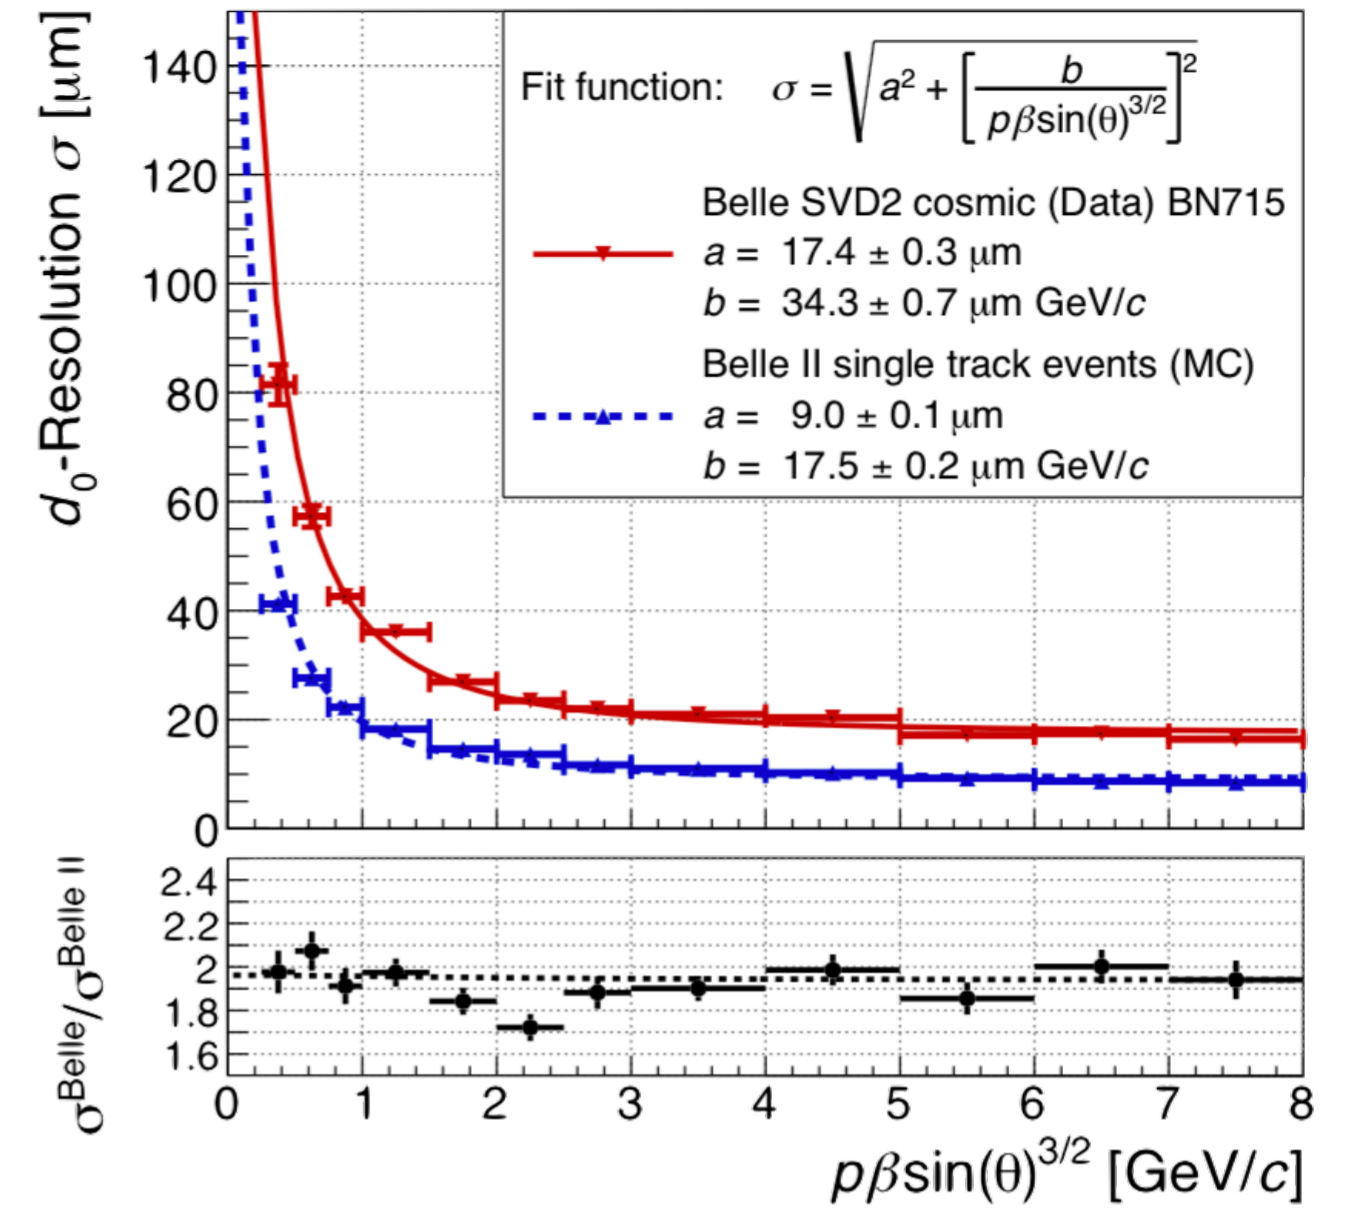 d₀-Resolution σ [μm]
140
120
100
80
60
40
20
0
Fit function: σ = √(a² + [b / pβsin(θ)^3/2]²)
Belle SVD2 cosmic (Data) BN715
a = 17.4 ± 0.3 μm
b = 34.3 ± 0.7 μm GeV/c
Belle II single track events (MC)
a = 9.0 ± 0.1 μm
b = 17.5 ± 0.2 μm GeV/c
σ^Belle/σ^Belle II
2.4
2.2
2
1.8
1.6
0 1 2 3 4 5 6 7 8
pβsin(θ)^3/2 [GeV/c]